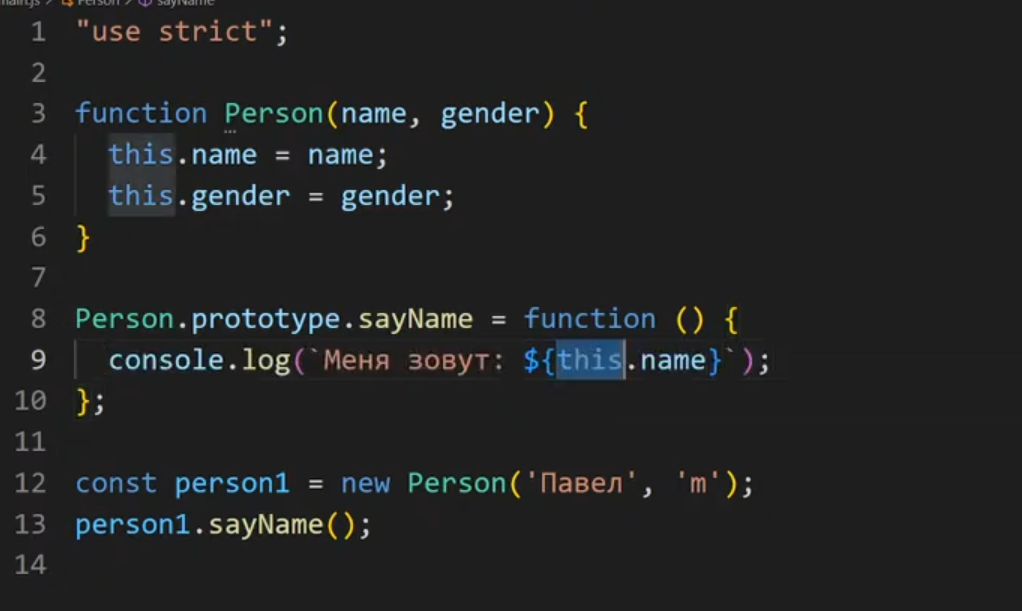 main.js > Person > sayName
1 "use strict";
2
3 function Person(name, gender) {
4 this.name = name;
5 this.gender = gender;
6 }
7
8 Person.prototype.sayName = function () {
9 console.log(`Меня зовут: ${this.name}`);
10 };
11
12 const person1 = new Person('Павел', 'm');
13 person1.sayName();
14